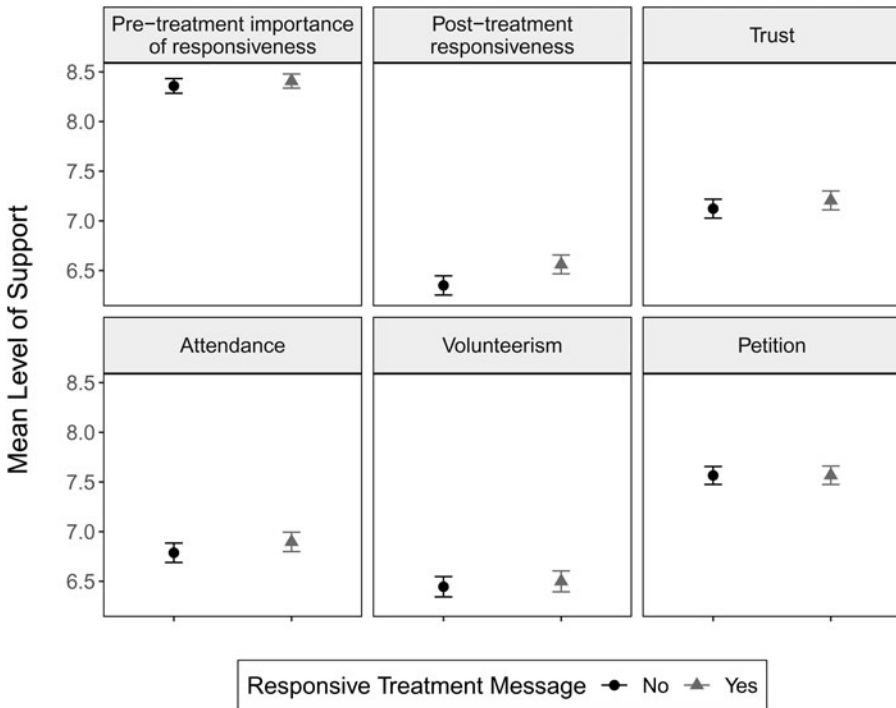 Pre−treatment importance
of responsiveness
Post−treatment
responsiveness
Trust
8.5
8.0
7.5
7.0
6.5
Attendance
Volunteerism
Petition
8.5
8.0
7.5
7.0
6.5
Mean Level of Support
Responsive Treatment Message No Yes